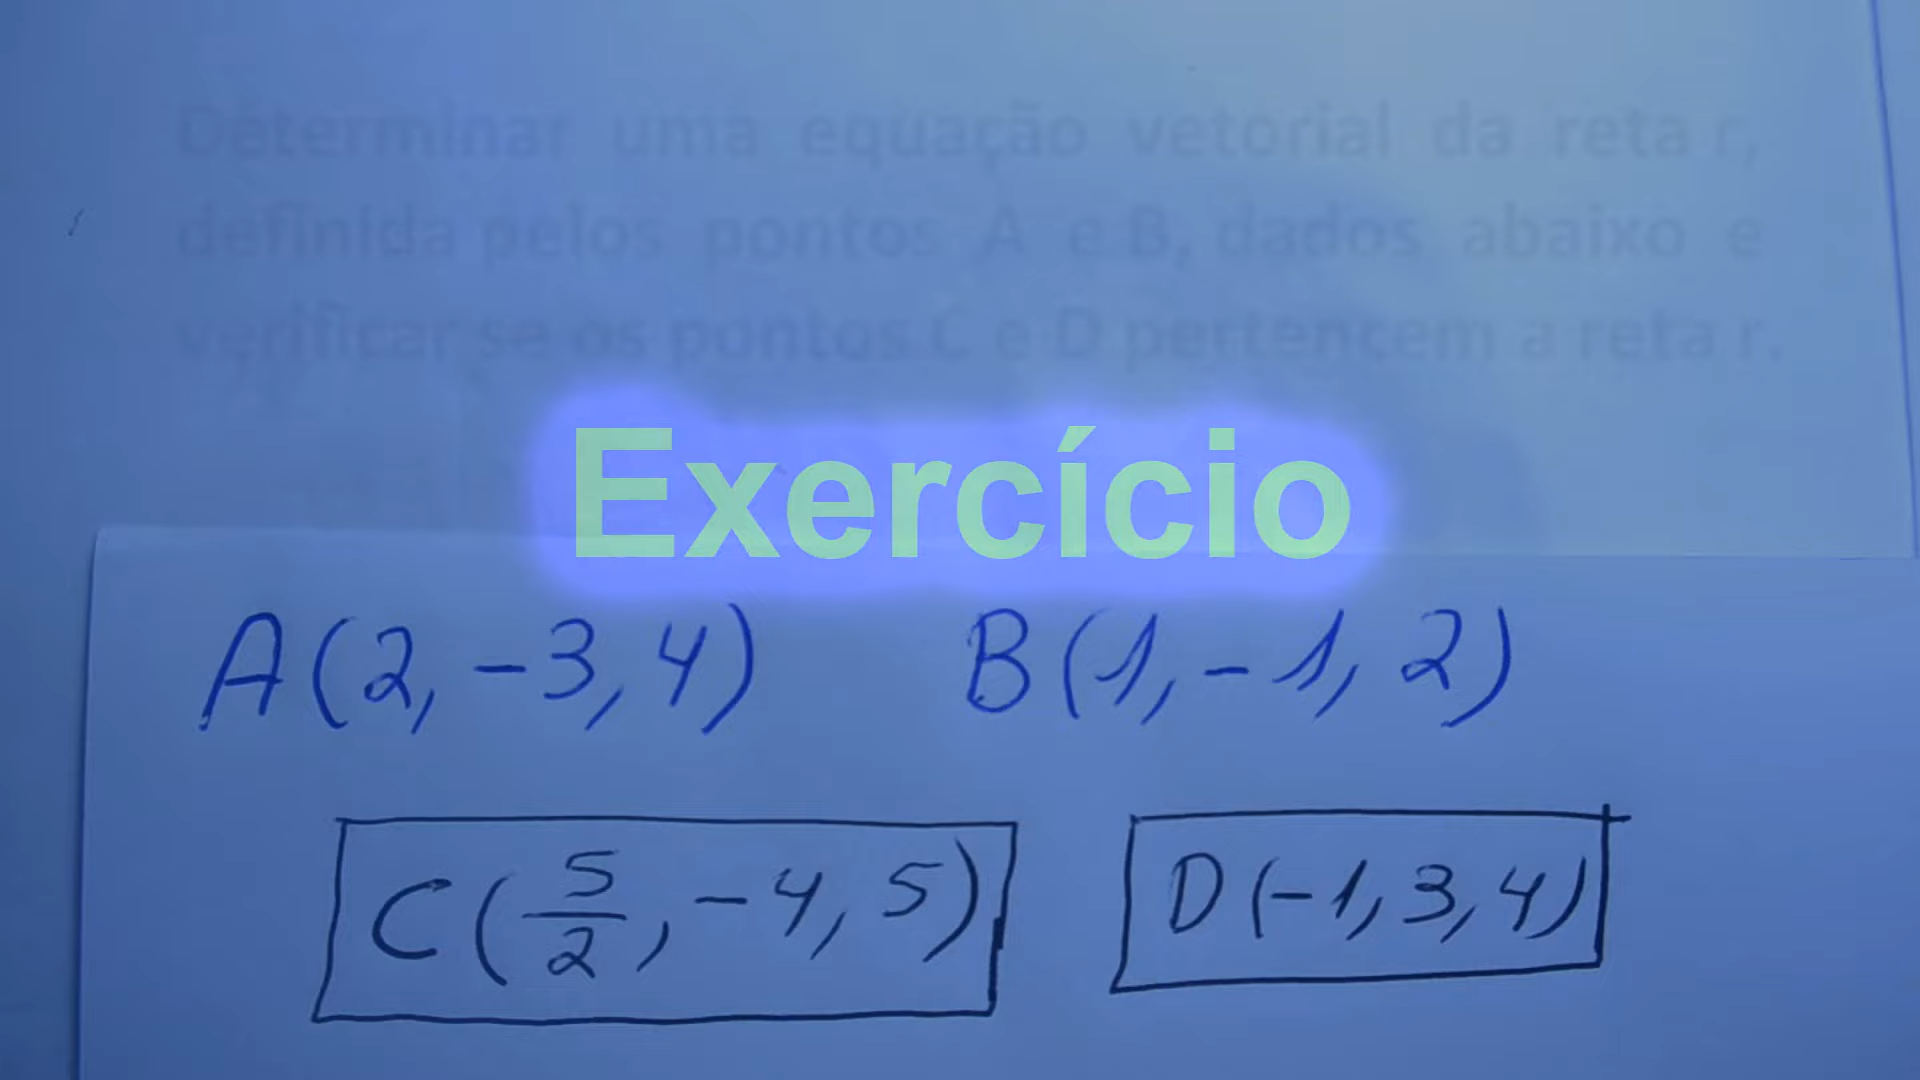 Determinar uma equação vetorial da reta r,
definida pelos pontos A e B, dados abaixo e
verificar se os pontos C e D pertencem a reta r.
Exercício
A(2, -3, 4) B(1, -1, 2)
C(5/2, -4, 5) D(-1, 3, 4)